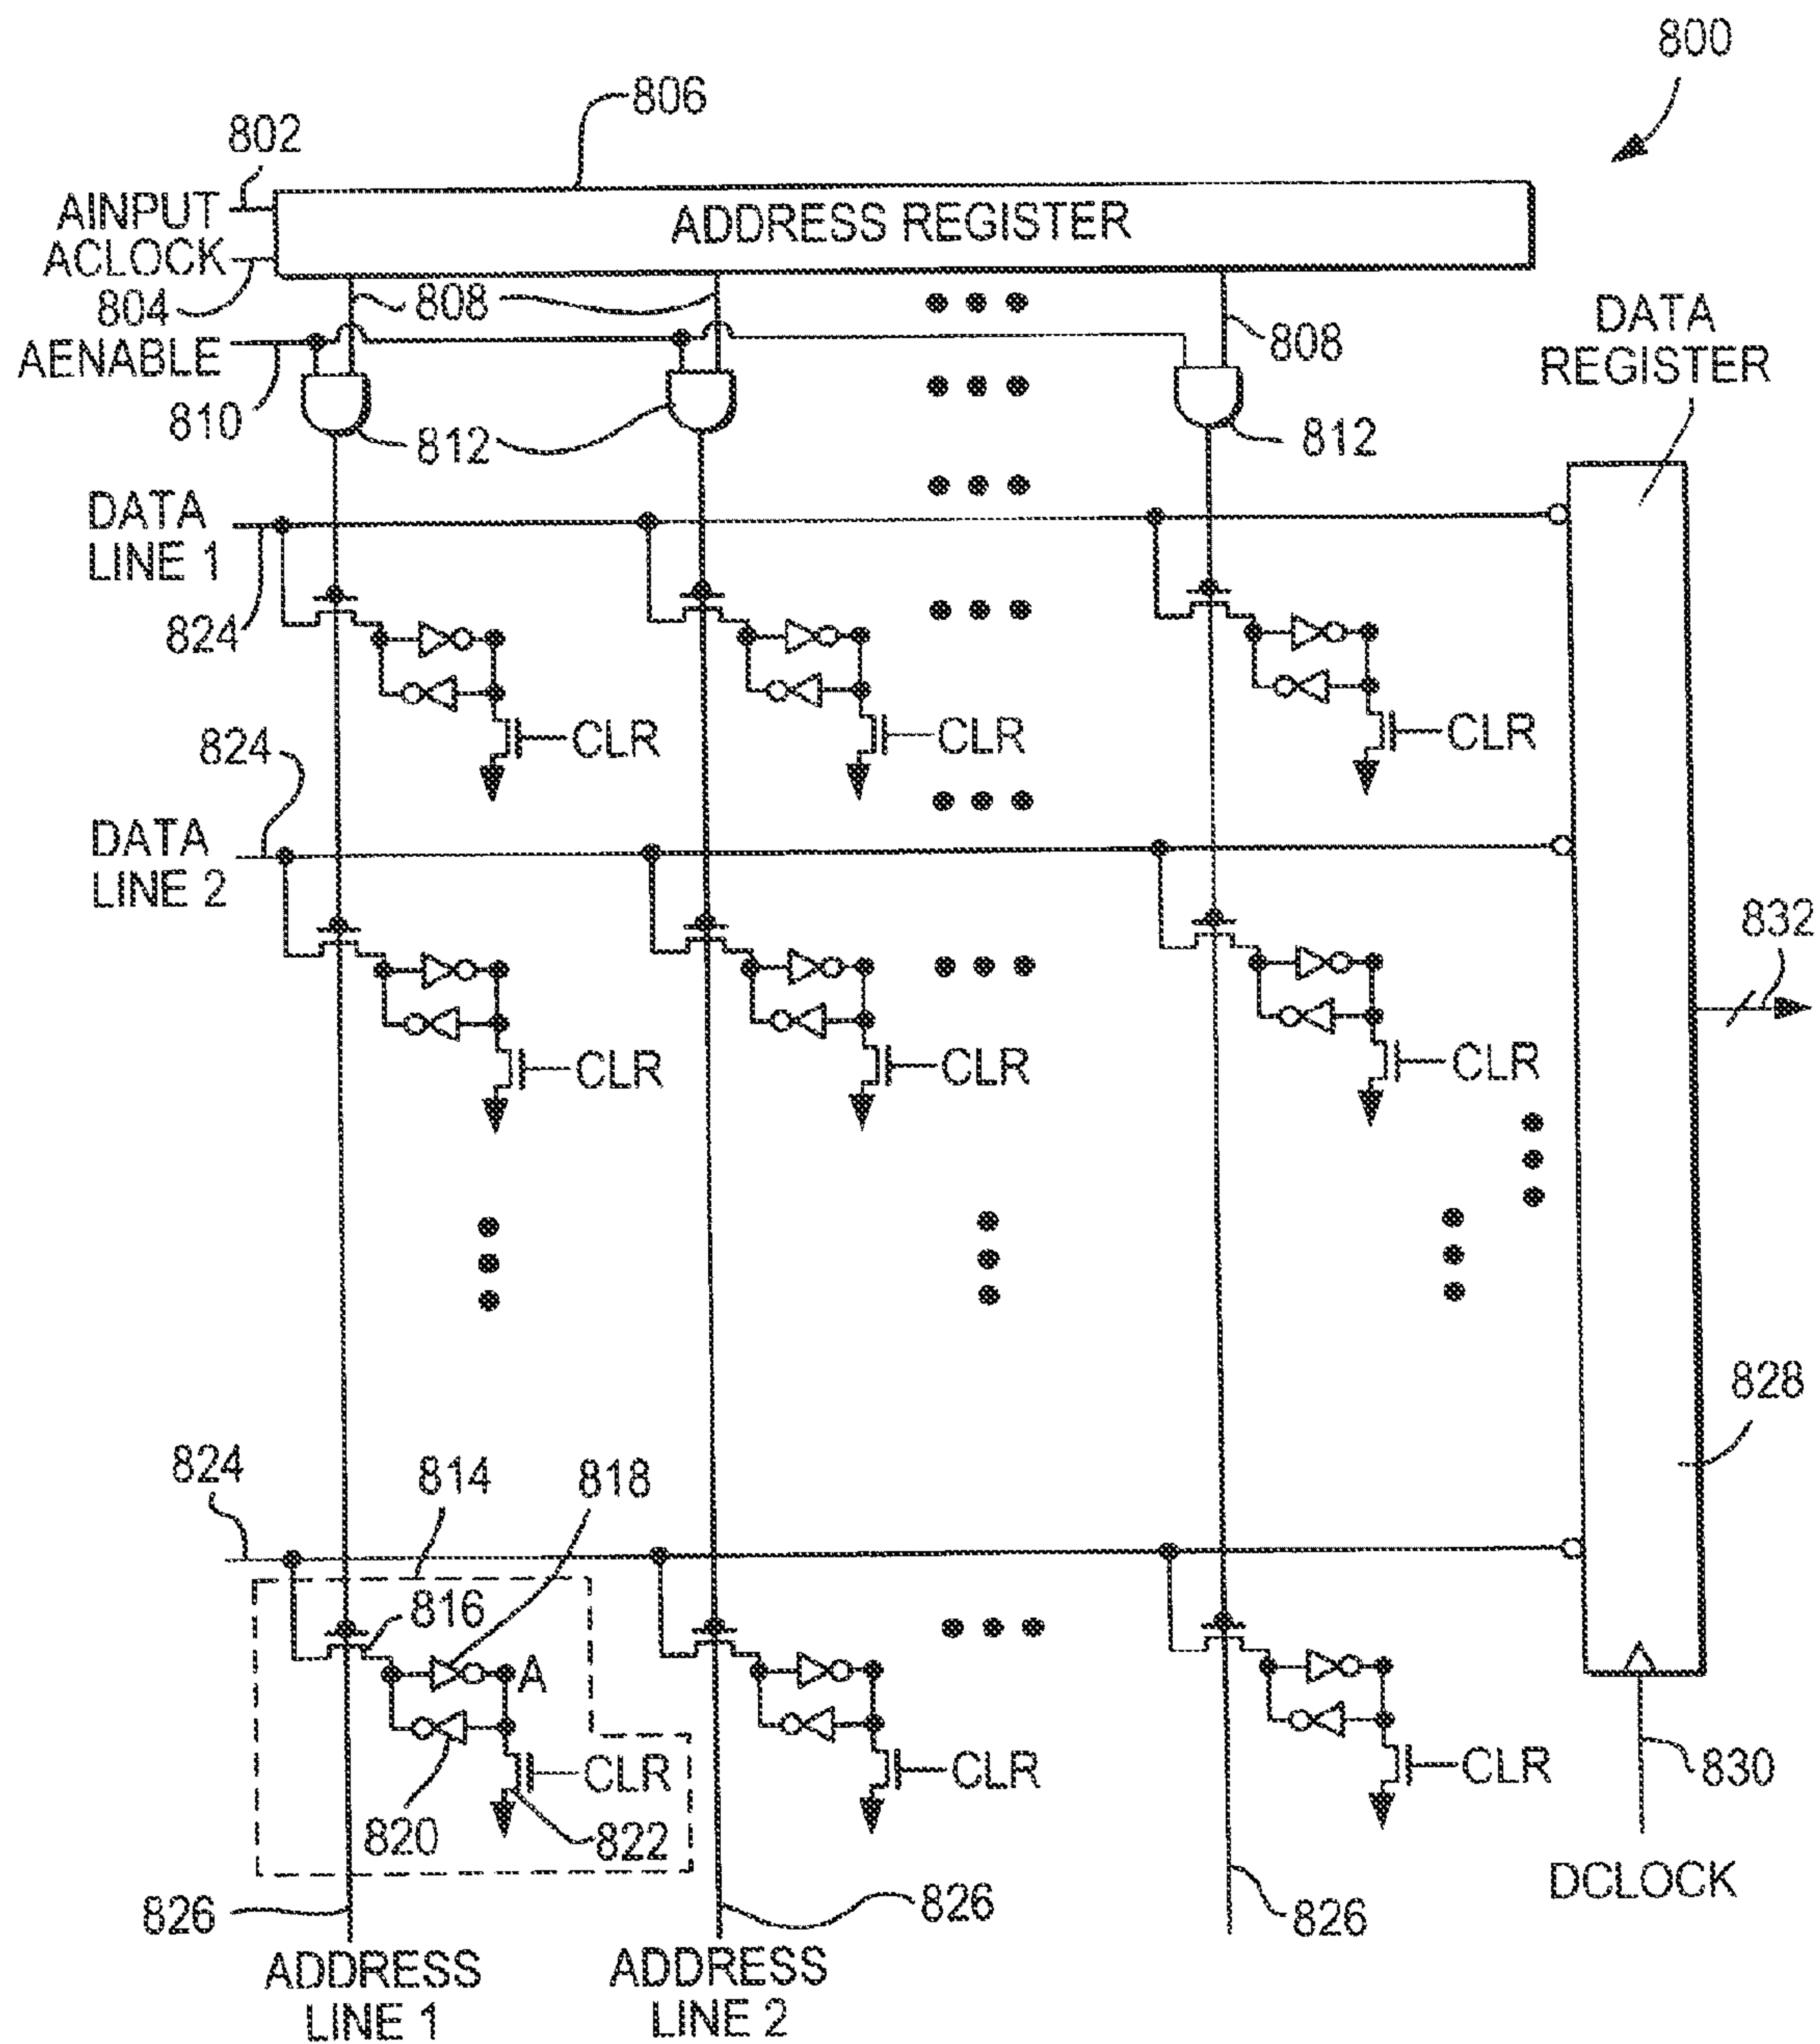 800
806
802
AINPUT
ADDRESS REGISTER
ACLOCK
804
808
808
DATA
REGISTER
AENABLE
810
812
812
DATA
LINE 1
824
CLR
CLR
CLR
824
DATA
LINE 2
832
CLR
CLR
CLR
828
824
814
818
816
A
CLR
CLR
CLR
830
820
822
DCLOCK
826
826
826
ADDRESS
LINE 1
ADDRESS
LINE 2